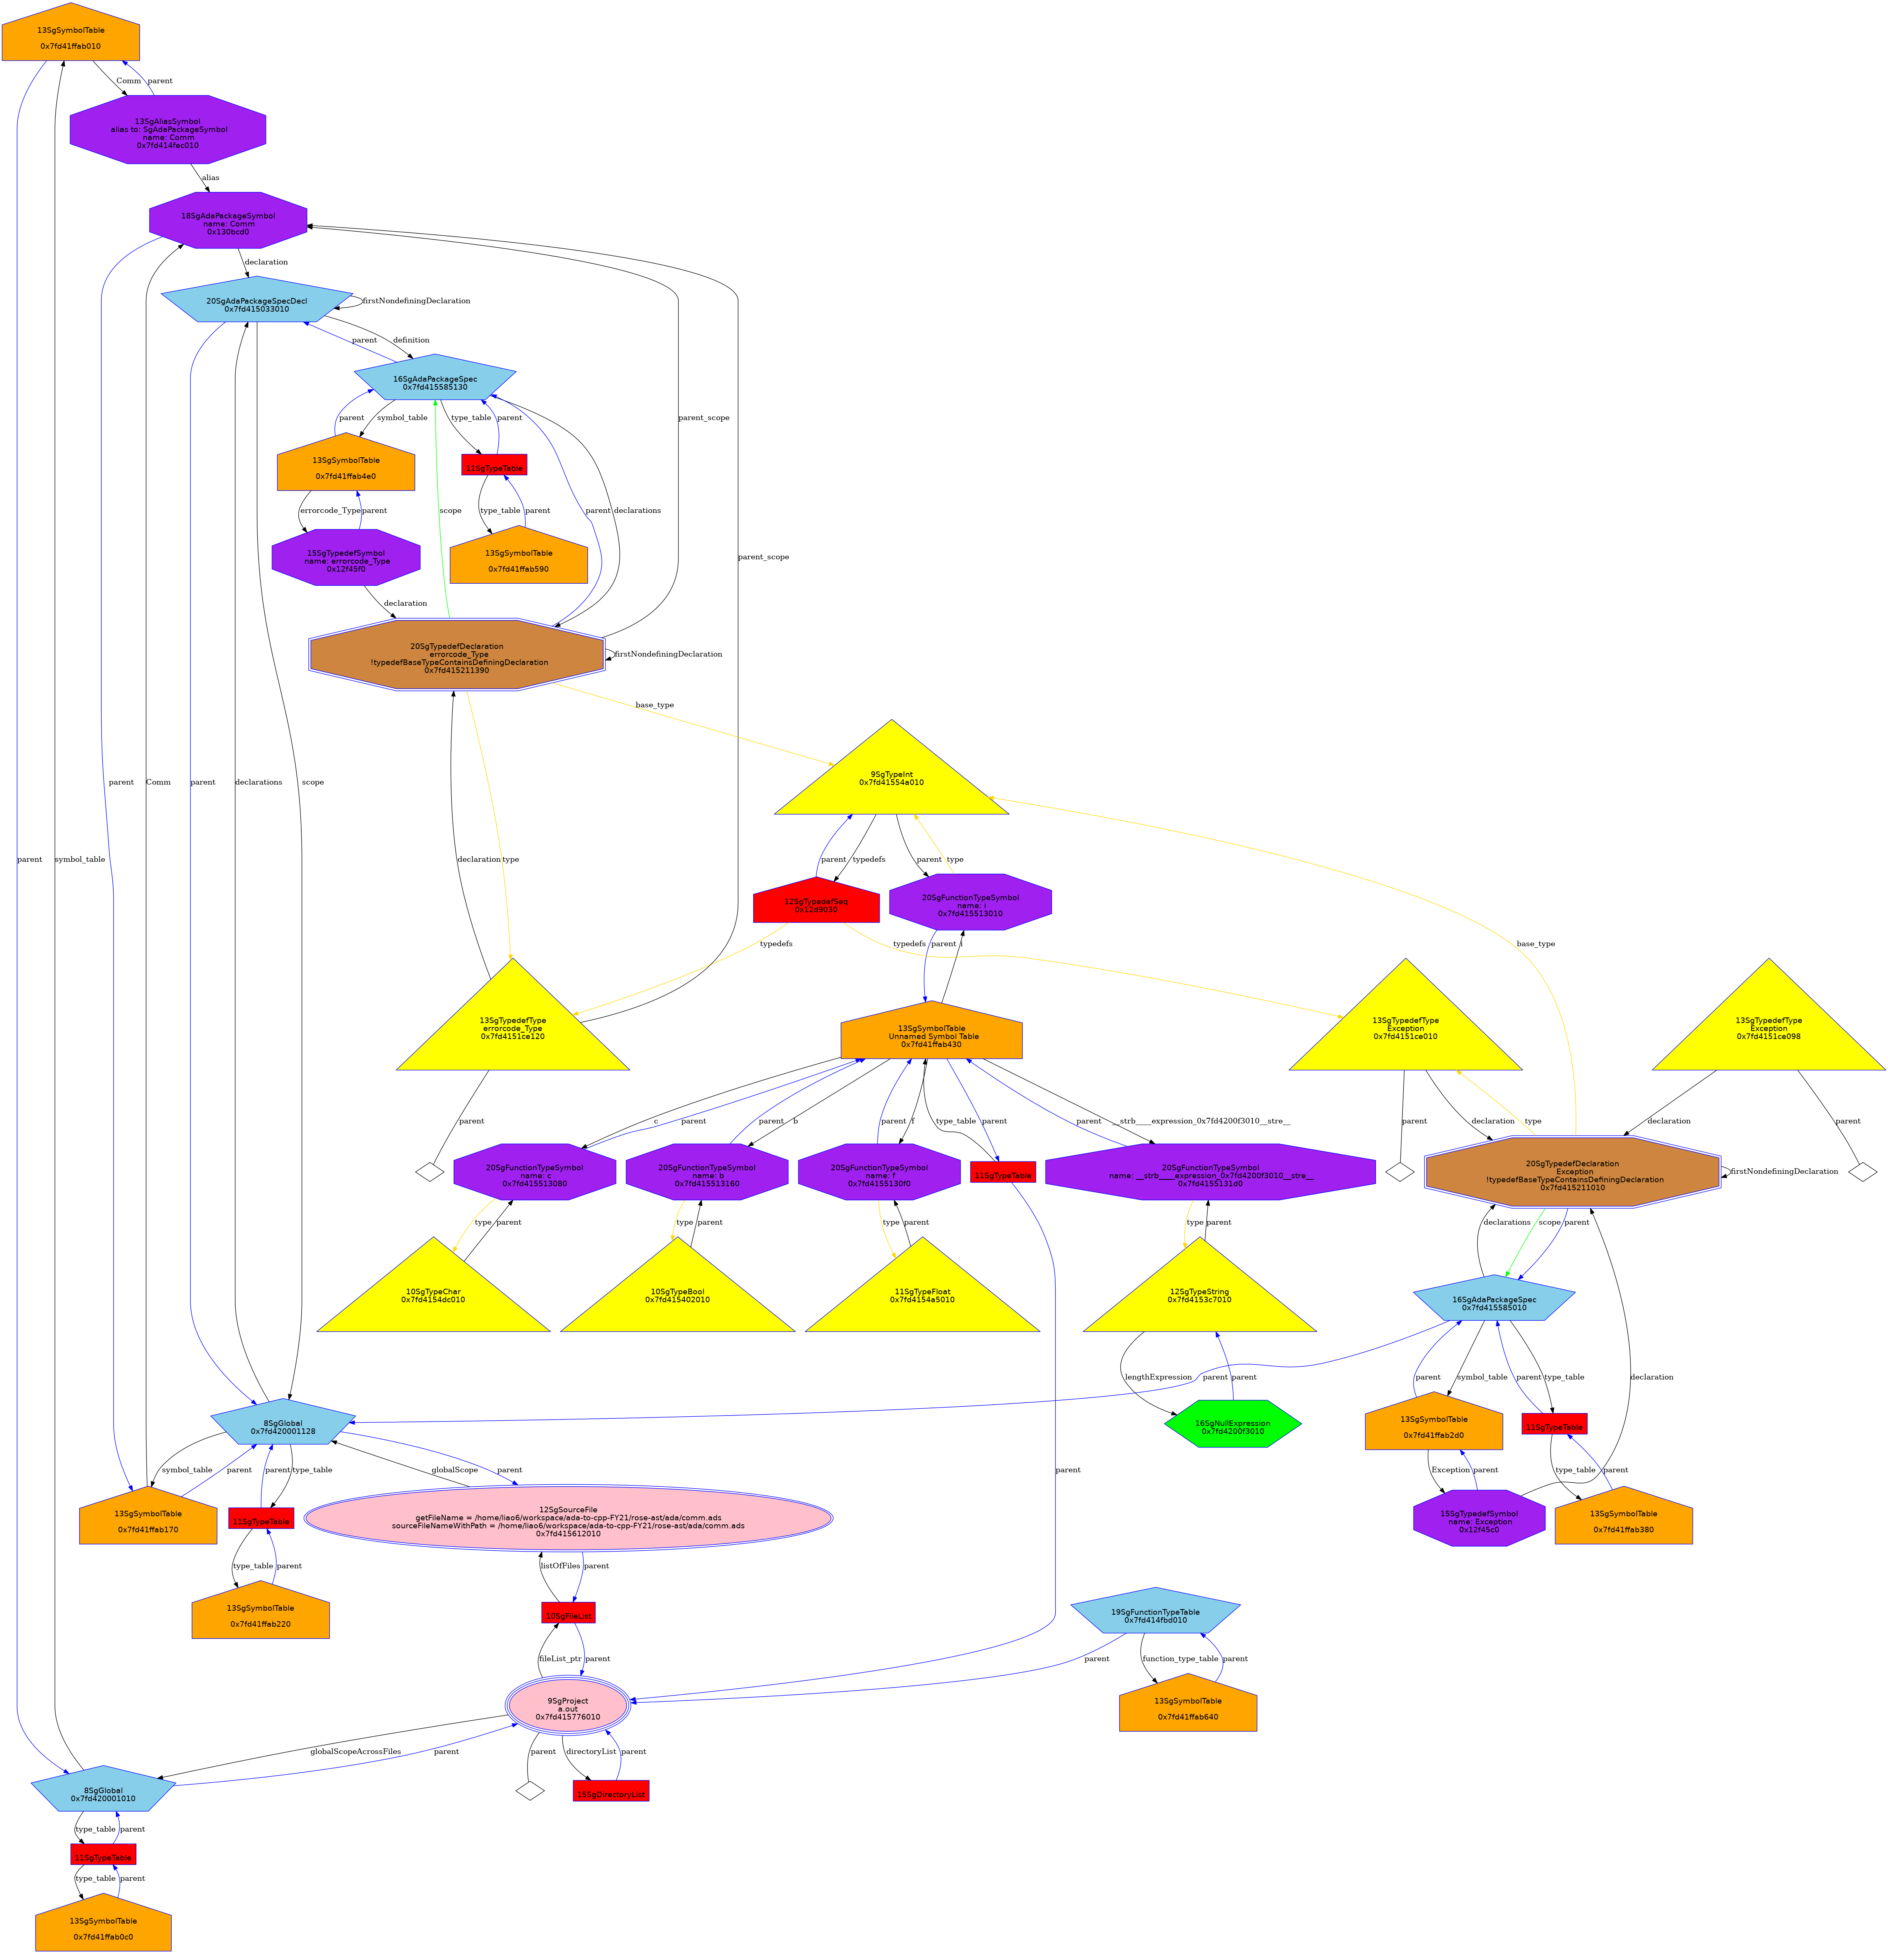 13SgSymbolTable
0x7fd41ffab010
Comm
parent
13SgAliasSymbol
alias to: SgAdaPackageSymbol
name: Comm
0x7fd414fec010
alias
18SgAdaPackageSymbol
name: Comm
0x130bcd0
declaration
20SgAdaPackageSpecDecl
0x7fd415033010
firstNondefiningDeclaration
parent
definition
16SgAdaPackageSpec
0x7fd415585130
parent
symbol_table
type_table
parent
parent_scope
13SgSymbolTable
0x7fd41ffab4e0
11SgTypeTable
errorcode_Type
parent
scope
type_table
parent
parent
declarations
15SgTypedefSymbol
name: errorcode_Type
0x12f45f0
13SgSymbolTable
0x7fd41ffab590
parent_scope
declaration
20SgTypedefDeclaration
errorcode_Type
!typedefBaseTypeContainsDefiningDeclaration
0x7fd415211390
firstNondefiningDeclaration
base_type
parent
Comm
parent
declarations
scope
9SgTypeInt
0x7fd41554a010
parent
symbol_table
declaration
type
parent
typedefs
parent
type
12SgTypedefSeq
0x12d9030
20SgFunctionTypeSymbol
name: i
0x7fd415513010
typedefs
typedefs
parent
i
base_type
13SgTypedefType
errorcode_Type
0x7fd4151ce120
13SgSymbolTable
Unnamed Symbol Table
0x7fd41ffab430
13SgTypedefType
Exception
0x7fd4151ce010
13SgTypedefType
Exception
0x7fd4151ce098
parent
c
parent
parent
b
parent
f
type_table
parent
parent
__strb____expression_0x7fd4200f3010__stre__
parent
declaration
type
declaration
parent
20SgFunctionTypeSymbol
name: c
0x7fd415513080
20SgFunctionTypeSymbol
name: b
0x7fd415513160
20SgFunctionTypeSymbol
name: f
0x7fd4155130f0
11SgTypeTable
20SgFunctionTypeSymbol
name: __strb____expression_0x7fd4200f3010__stre__
0x7fd4155131d0
20SgTypedefDeclaration
Exception
!typedefBaseTypeContainsDefiningDeclaration
0x7fd415211010
firstNondefiningDeclaration
type
parent
type
parent
type
parent
type
parent
declarations
scope
parent
10SgTypeChar
0x7fd4154dc010
10SgTypeBool
0x7fd415402010
11SgTypeFloat
0x7fd4154a5010
12SgTypeString
0x7fd4153c7010
16SgAdaPackageSpec
0x7fd415585010
lengthExpression
parent
parent
parent
symbol_table
parent
type_table
declaration
8SgGlobal
0x7fd420001128
16SgNullExpression
0x7fd4200f3010
13SgSymbolTable
0x7fd41ffab2d0
11SgTypeTable
symbol_table
parent
parent
type_table
globalScope
parent
parent
Exception
parent
type_table
parent
13SgSymbolTable
0x7fd41ffab170
11SgTypeTable
12SgSourceFile
getFileName = /home/liao6/workspace/ada-to-cpp-FY21/rose-ast/ada/comm.ads
sourceFileNameWithPath = /home/liao6/workspace/ada-to-cpp-FY21/rose-ast/ada/comm.ads
0x7fd415612010
15SgTypedefSymbol
name: Exception
0x12f45c0
13SgSymbolTable
0x7fd41ffab380
type_table
parent
listOfFiles
parent
13SgSymbolTable
0x7fd41ffab220
10SgFileList
19SgFunctionTypeTable
0x7fd414fbd010
fileList_ptr
parent
parent
function_type_table
parent
9SgProject
a.out
0x7fd415776010
13SgSymbolTable
0x7fd41ffab640
globalScopeAcrossFiles
parent
parent
directoryList
parent
8SgGlobal
0x7fd420001010
15SgDirectoryList
type_table
parent
11SgTypeTable
type_table
parent
13SgSymbolTable
0x7fd41ffab0c0